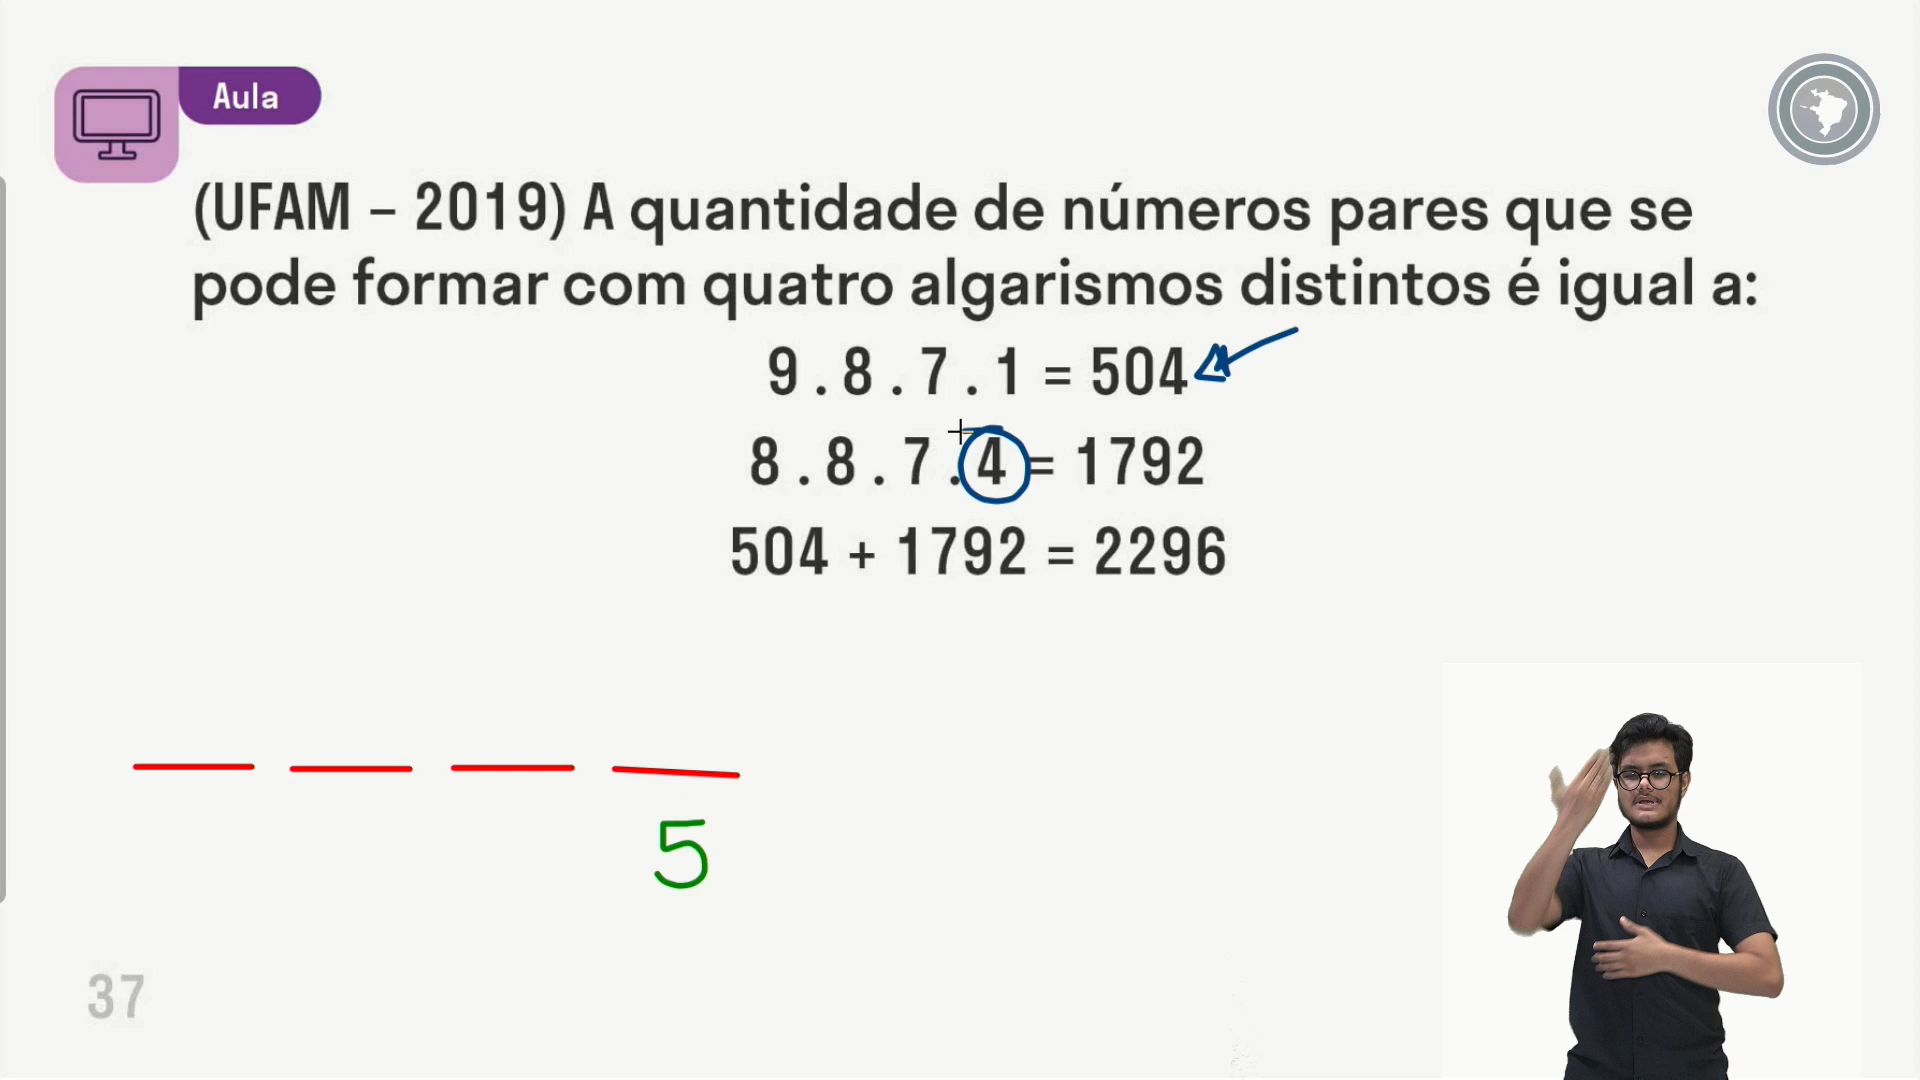 Aula
(UFAM – 2019) A quantidade de números pares que se
pode formar com quatro algarismos distintos é igual a:
9 . 8 . 7 . 1 = 504
8 . 8 . 7 . 4 = 1792
504 + 1792 = 2296
5
37